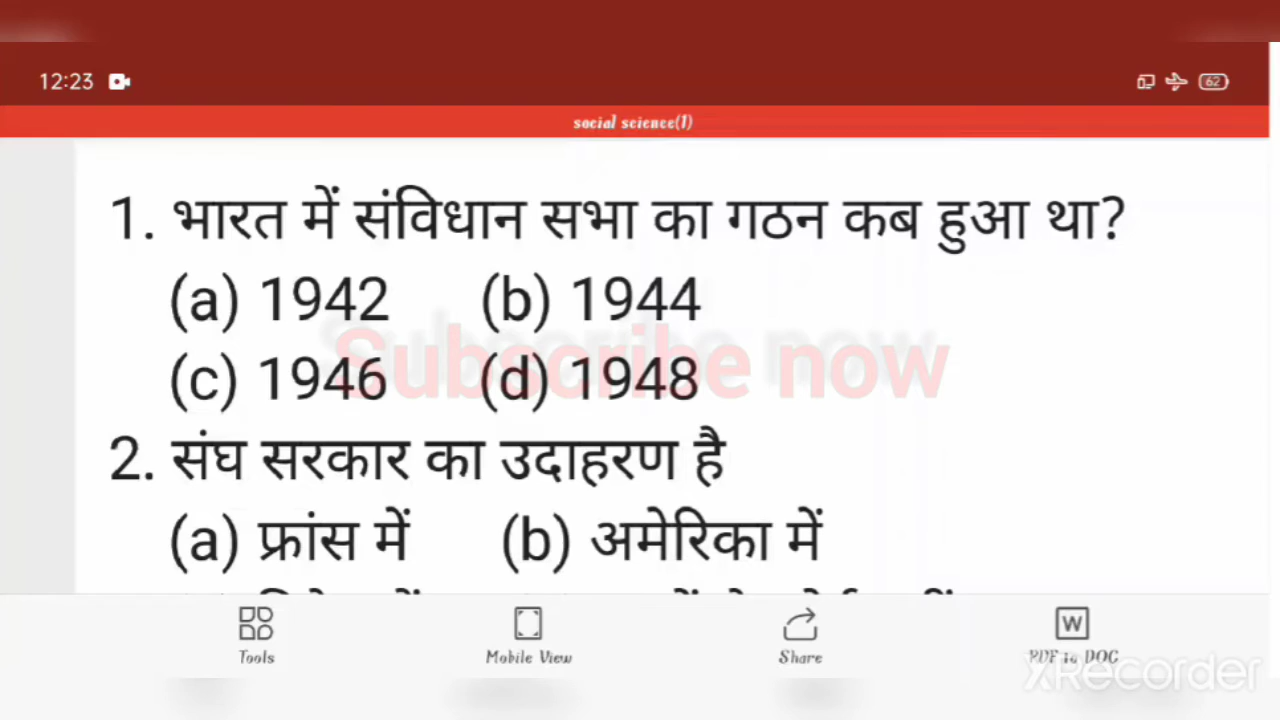 12:23
62
social science(1)
1. भारत में संविधान सभा का गठन कब हुआ था?
(a) 1942 (b) 1944
(c) 1946 (d) 1948
Subscribe now
2. संघ सरकार का उदाहरण है
(a) फ्रांस में (b) अमेरिका में
Tools Mobile View Share PDF to DOC
XRecorder